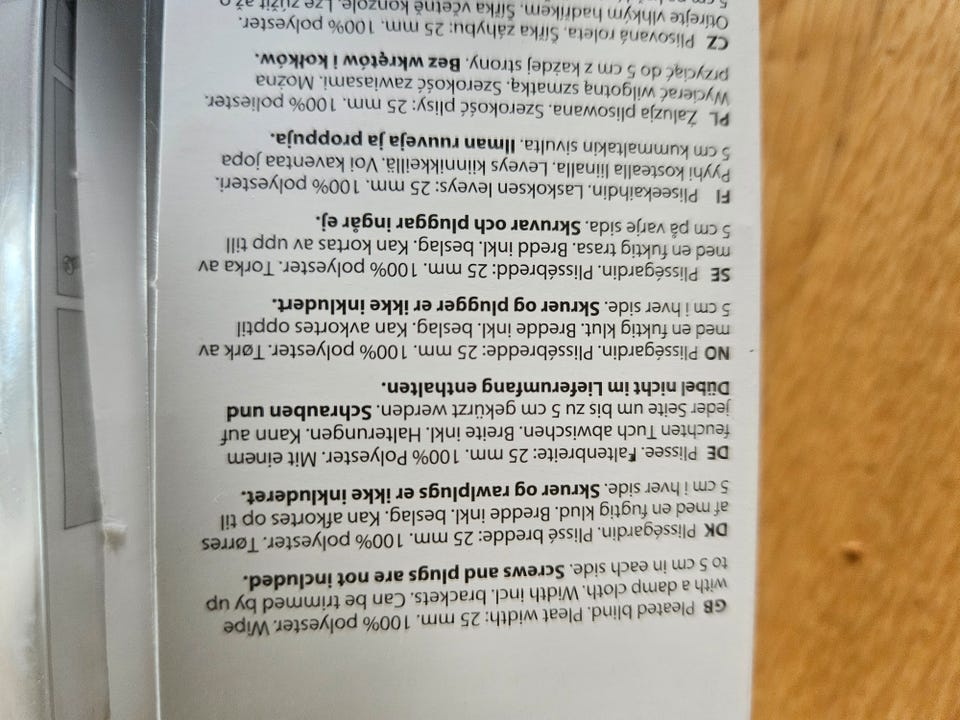 GB Pleated blind. Pleat width: 25 mm. 100% polyester. Wipe
with a damp cloth. Width incl. brackets. Can be trimmed by up
to 5 cm in each side. Screws and plugs are not included.
DK Plisségardin. Plissé bredde: 25 mm. 100% polyester. Tørres
af med en fugtig klud. Bredde inkl. beslag. Kan afkortes op til
5 cm i hver side. Skruer og rawlplugs er ikke inkluderet.
DE Plissee. Faltenbreite: 25 mm. 100% Polyester. Mit einem
feuchten Tuch abwischen. Breite inkl. Halterungen. Kann auf
jeder Seite um bis zu 5 cm gekürzt werden. Schrauben und
Dübel nicht im Lieferumfang enthalten.
NO Plisségardin. Plissébredde: 25 mm. 100% polyester. Tørk av
med en fuktig klut. Bredde inkl. beslag. Kan avkortes opptil
5 cm i hver side. Skruer og plugger er ikke inkludert.
SE Plisségardin. Plissébredd: 25 mm. 100% polyester. Torka av
med en fuktig trasa. Bredd inkl. beslag. Kan kortas av upp till
5 cm på varje sida. Skruvar och pluggar ingår ej.
FI Pliseekaihdin. Laskoksen leveys: 25 mm. 100% polyesteri.
Pyyhi kostealla liinalla. Leveys kiinnikkeillä. Voi kaventaa jopa
5 cm kummaltakin sivulta. Ilman ruuveja ja proppuja.
PL Żaluzja plisowana. Szerokość plisy: 25 mm. 100% poliester.
Wycierać wilgotną szmatką. Szerokość zawiasami. Można
przyciąć do 5 cm z każdej strony. Bez wkrętów i kołków.
CZ Plisovaná roleta. Šířka záhybu: 25 mm. 100% polyester.
Otírejte vlhkým hadříkem. Šířka včetně konzole. Lze zúžit až o
5 cm